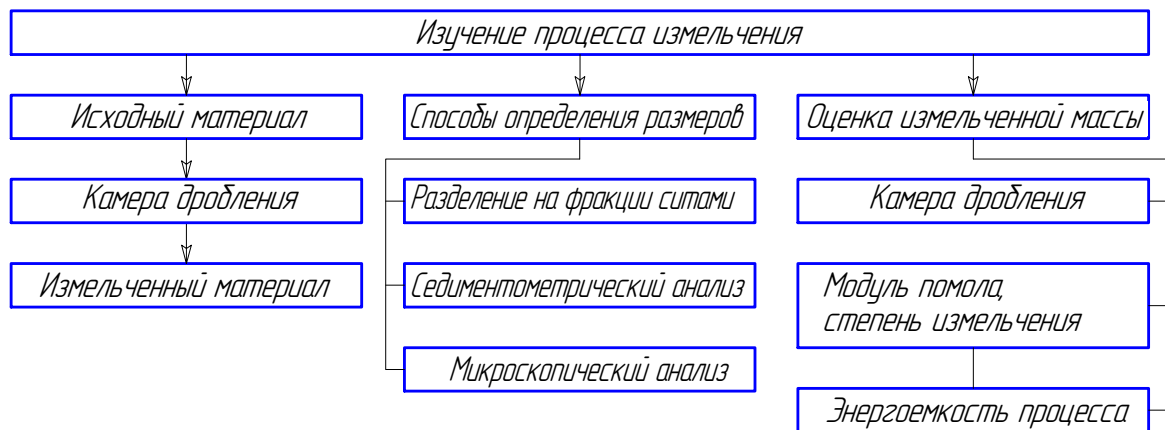 Изучение процесса измельчения
Исходный материал
Способы определения размеров
Оценка измельченной массы
Камера дробления
Разделение на фракции ситами
Камера дробления
Измельченный материал
Седиментометрический анализ
Модуль помола,
степень измельчения
Микроскопический анализ
Энергоемкость процесса